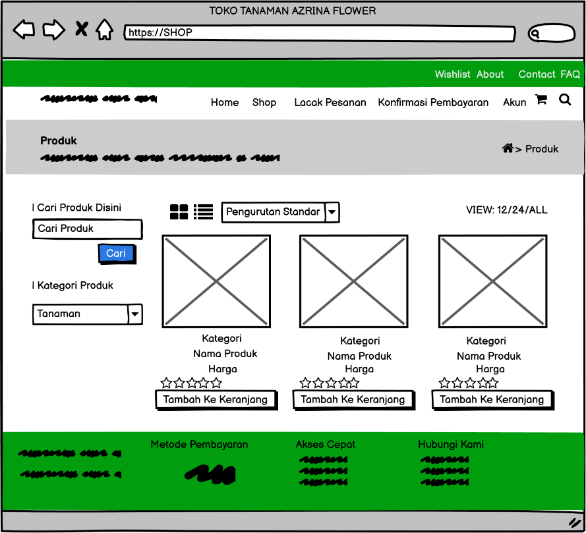 TOKO TANAMAN AZRINA FLOWER
https://SHOP
Wishlist About Contact FAQ
Home Shop Lacak Pesanan Konfirmasi Pembayaran Akun
Produk
> Produk
| Cari Produk Disini
Cari Produk
Cari
| Kategori Produk
Tanaman
Pengurutan Standar
VIEW: 12/24/ALL
Kategori
Nama Produk
Harga
Tambah Ke Keranjang
Kategori
Nama Produk
Harga
Tambah Ke Keranjang
Kategori
Nama Produk
Harga
Tambah Ke Keranjang
Metode Pembayaran
Akses Cepat
Hubungi Kami